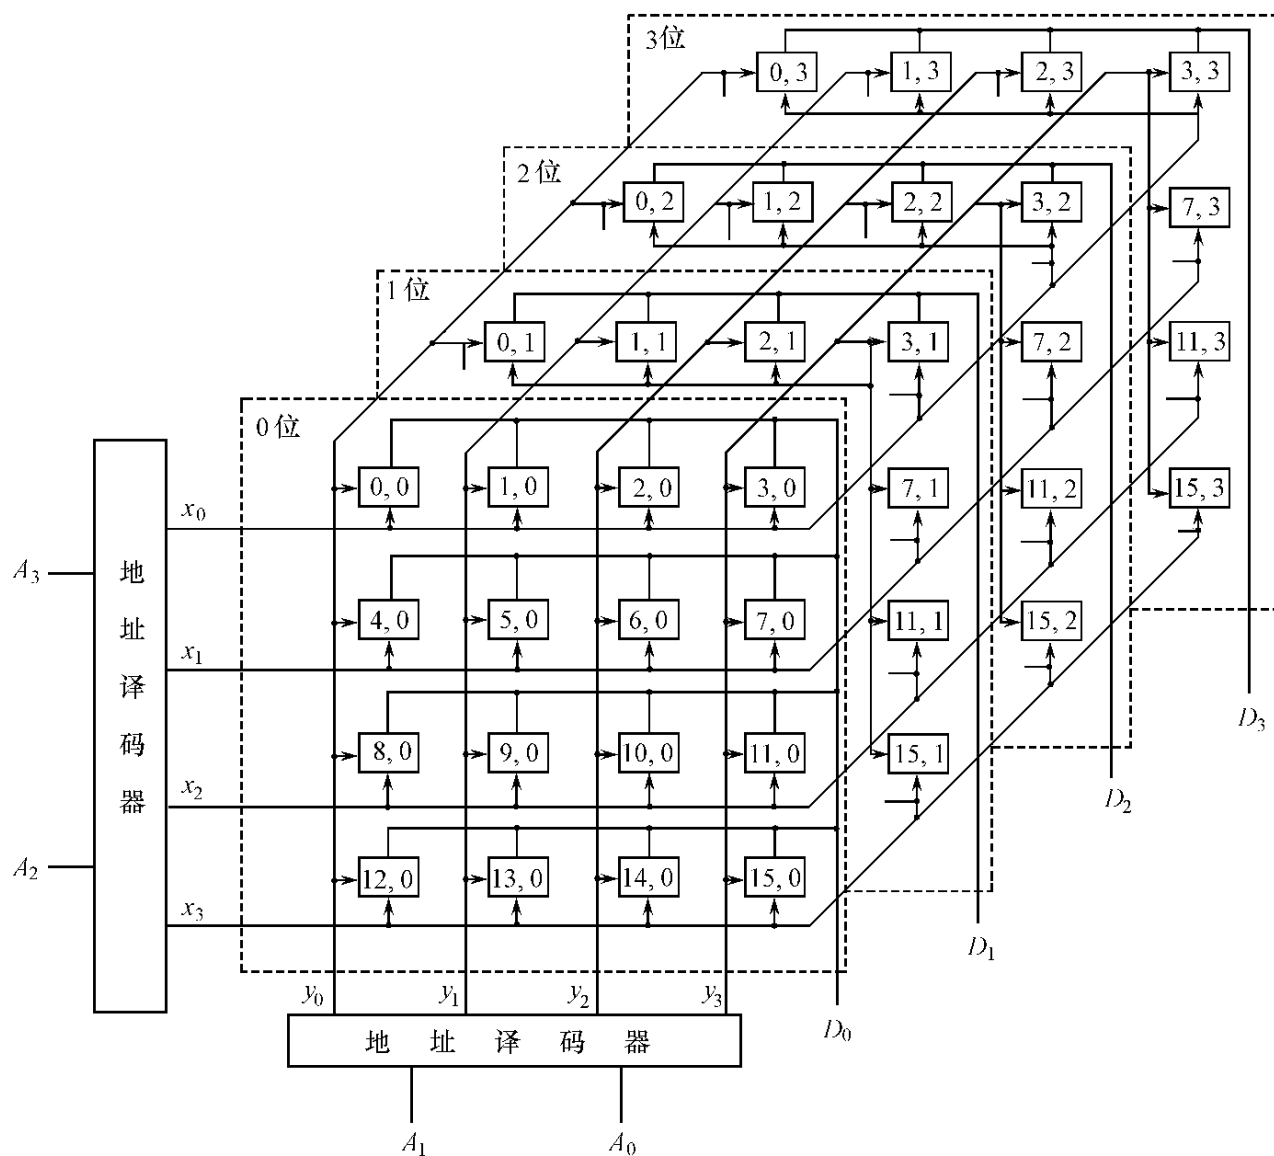 3位
0, 3 1, 3 2, 3 3, 3
2位
0, 2 1, 2 2, 2 3, 2 7, 3
1位
0, 1 1, 1 2, 1 3, 1 7, 2 11, 3
0位
0, 0 1, 0 2, 0 3, 0 7, 1 11, 2 15, 3
x0
A3
地址译码器
4, 0 5, 0 6, 0 7, 0 11, 1 15, 2
x1
D3
8, 0 9, 0 10, 0 11, 0 15, 1
x2
D2
A2
12, 0 13, 0 14, 0 15, 0
x3
D1
y0 y1 y2 y3
D0
地址译码器
A1 A0